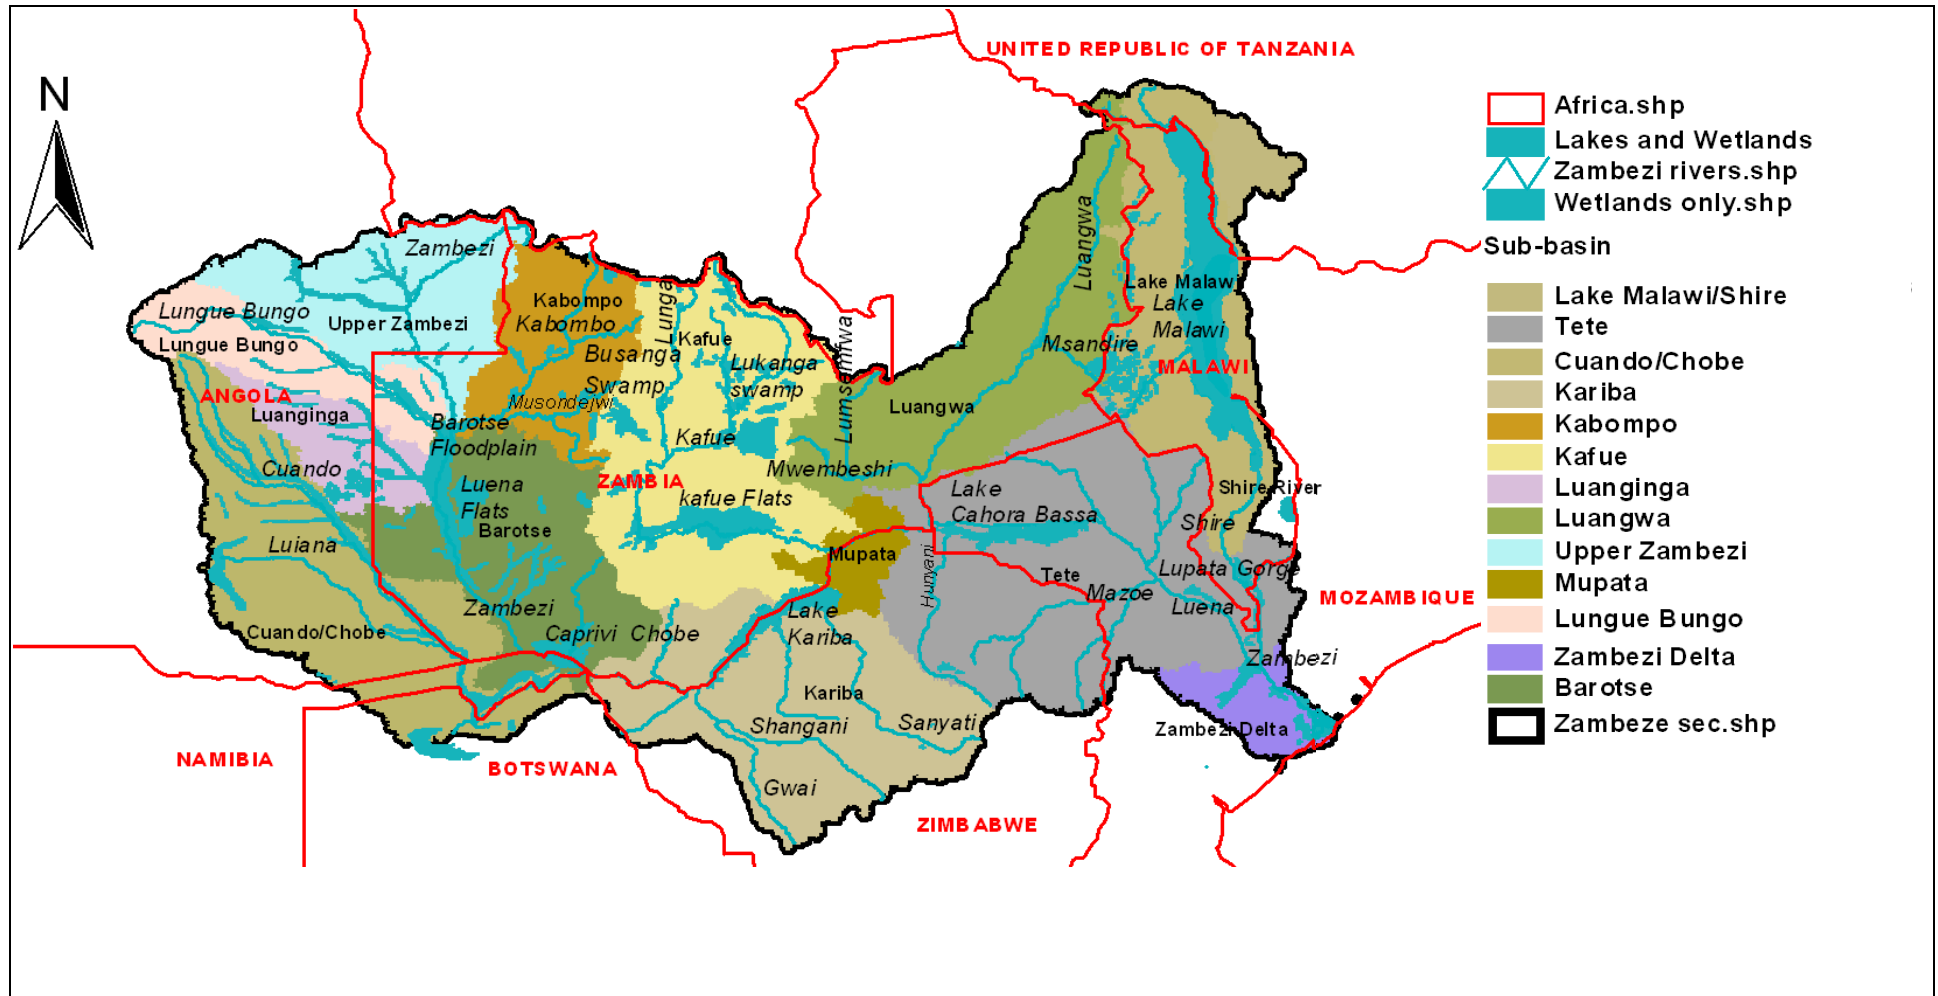 N
UNITED REPUBLIC OF TANZANIA
Zambezi
Lungue Bungo
Upper Zambezi
Lungue Bungo
ANGOLA
Luanginga
Cuando
Luiana
Cuando/Chobe
Kabompo
Kabombo
Busanga
Swamp
Musondejwi
Barotse
Floodplain
Luena
Flats
Barotse
Zambezi
Caprivi
Chobe
Lunga
Kafue
Lukanga
swamp
Kafue
ZAMBIA
kafue Flats
Mwembeshi
Lumsemfwa
Luangwa
Luangwa
Msandire
Lake Malawi
Lake
Malawi
MALAWI
Mupata
Lake
Kariba
Kariba
Shangani
Sanyati
Gwai
Lake
Cahora Bassa
Hunyani
Tete
Mazoe
Shire River
Shire
Lupata Gorge
Luena
Zambezi
Zambezi Delta
MOZAMBIQUE
NAMIBIA
BOTSWANA
ZIMBABWE
Africa.shp
Lakes and Wetlands
Zambezi rivers.shp
Wetlands only.shp
Sub-basin
Lake Malawi/Shire
Tete
Cuando/Chobe
Kariba
Kabompo
Kafue
Luanginga
Luangwa
Upper Zambezi
Mupata
Lungue Bungo
Zambezi Delta
Barotse
Zambeze sec.shp